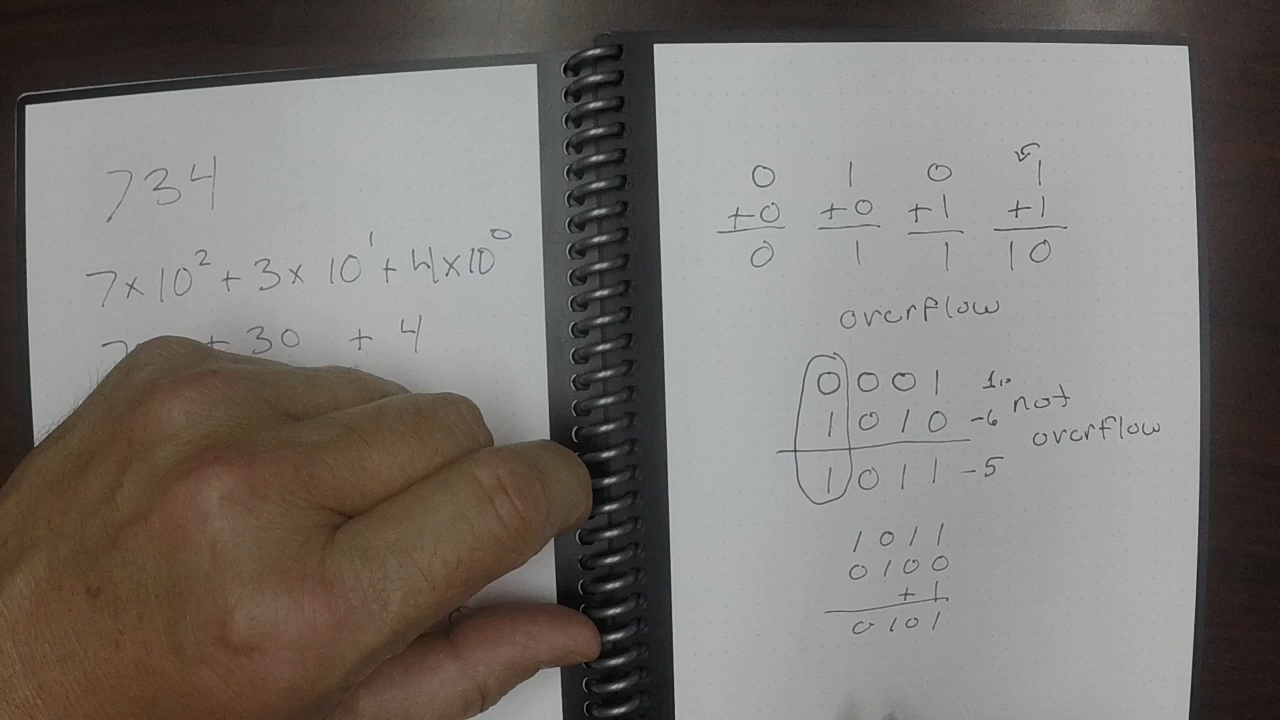 734
7×10² + 3×10¹ + 4×10⁰
+ 30 + 4
0 1 0 1
+0 +0 +1 +1
0 1 1 10
overflow
0001 1₁₀
1010 -6 not
overflow
1011 -5
1011
0100
+1
0101